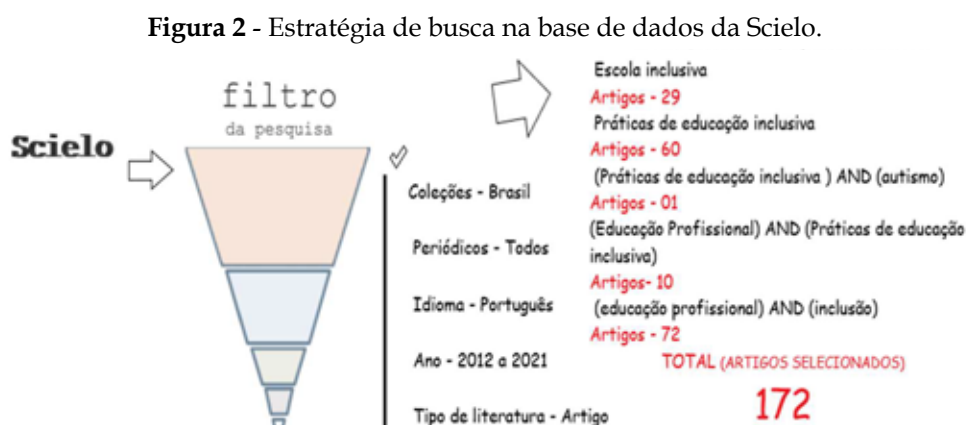 Figura 2 - Estratégia de busca na base de dados da Scielo.
Scielo
filtro
da pesquisa
Coleções - Brasil
Periódicos - Todos
Idioma - Português
Ano - 2012 a 2021
Tipo de literatura - Artigo
Escola inclusiva
Artigos - 29
Práticas de educação inclusiva
Artigos - 60
(Práticas de educação inclusiva ) AND (autismo)
Artigos - 01
(Educação Profissional) AND (Práticas de educação
inclusiva)
Artigos- 10
(educação profissional) AND (inclusão)
Artigos - 72
TOTAL (ARTIGOS SELECIONADOS)
172